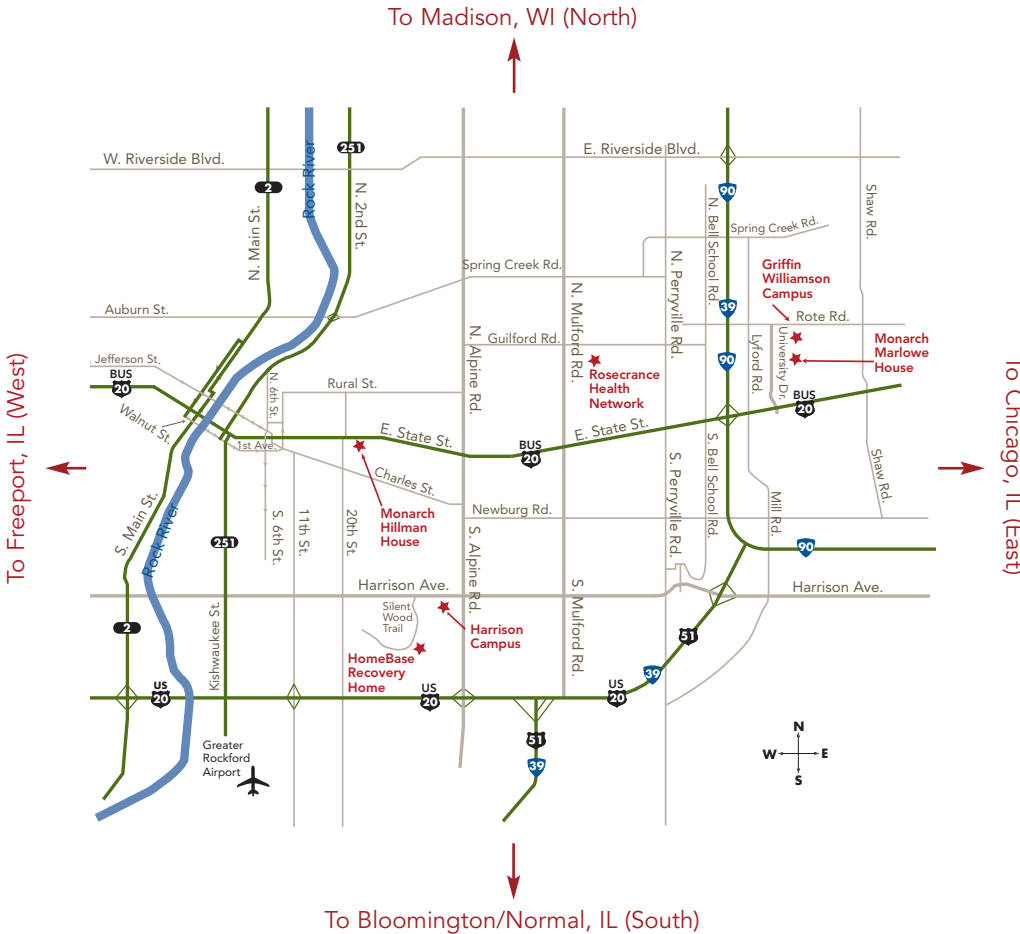 To Madison, WI (North)
251
E. Riverside Blvd.
W. Riverside Blvd.
Rock River
2
90
N. Main St.
N. 2nd St.
N. Bell School Rd.
Shaw Rd.
Spring Creek Rd.
Spring Creek Rd.
N. Perryville Rd.
Griffin
Williamson
Campus
N. Mulford Rd.
39
Auburn St.
Rote Rd.
N. Alpine Rd.
Guilford Rd.
Lyford Rd.
University Dr.
Monarch
Marlowe
House
Jefferson St.
90
Rosecrance
Health
Network
BUS
20
N. 6th St.
Rural St.
BUS
20
Walnut St.
1st Ave.
E. State St.
E. State St.
BUS
20
To Freeport, IL (West)
To Chicago, IL (East)
Charles St.
S. Perryville Rd.
S. Bell School Rd.
Shaw Rd.
S. Main St.
Rock River
Monarch
Hillman
House
Newburg Rd.
Mill Rd.
S. 6th St.
11th St.
20th St.
251
S. Alpine Rd.
90
Harrison Ave.
Harrison Ave.
S. Mulford Rd.
Silent
Wood
Trail
2
Kishwaukee St.
Harrison
Campus
51
HomeBase
Recovery
Home
39
US
20
US
20
US
20
51
Greater
Rockford
Airport
39
N
W
E
S
To Bloomington/Normal, IL (South)